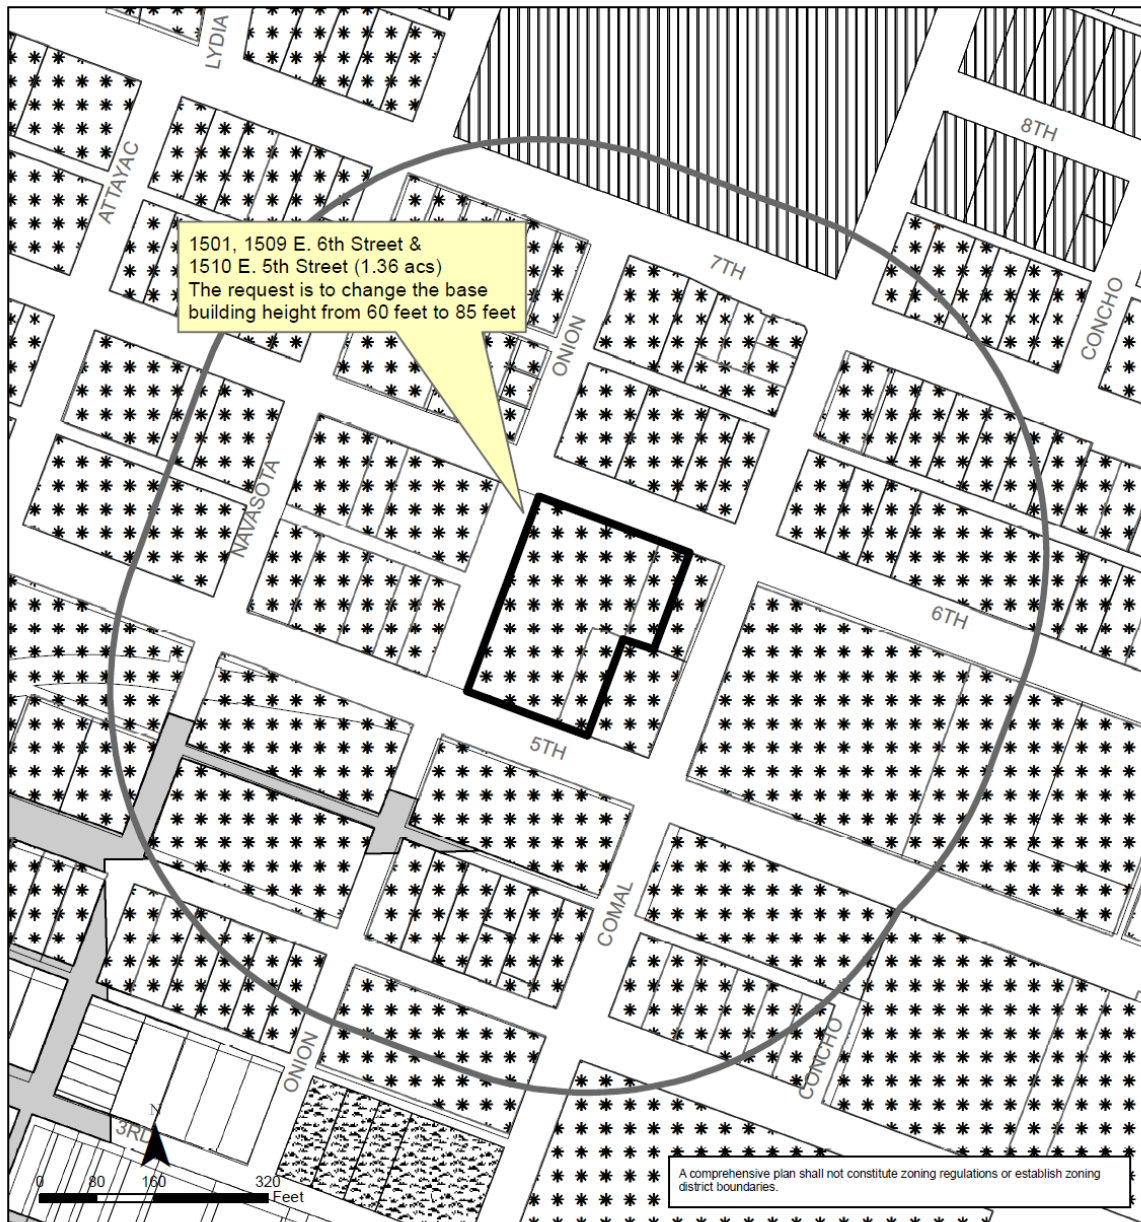 LYDIA
8TH
ATTAYAC
1501, 1509 E. 6th Street &
1510 E. 5th Street (1.36 acs)
The request is to change the base
building height from 60 feet to 85 feet
7TH
CONCHO
ONION
NAVASOTA
6TH
5TH
COMAL
CONCHO
ONION
N
3RD
0 80 160 320
Feet
A comprehensive plan shall not constitute zoning regulations or establish zoning
district boundaries.